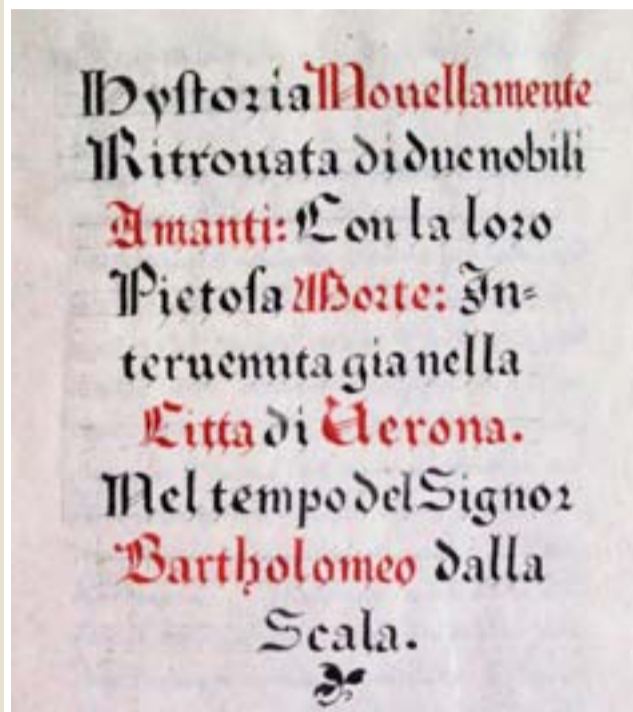 Hystoria Nouellamente
Ritrouata di due nobili
Amanti: Con la loro
Pietosa Morte: In-
teruenuta gia nella
Citta di Uerona.
Nel tempo del Signor
Bartholomeo dalla
Scala.